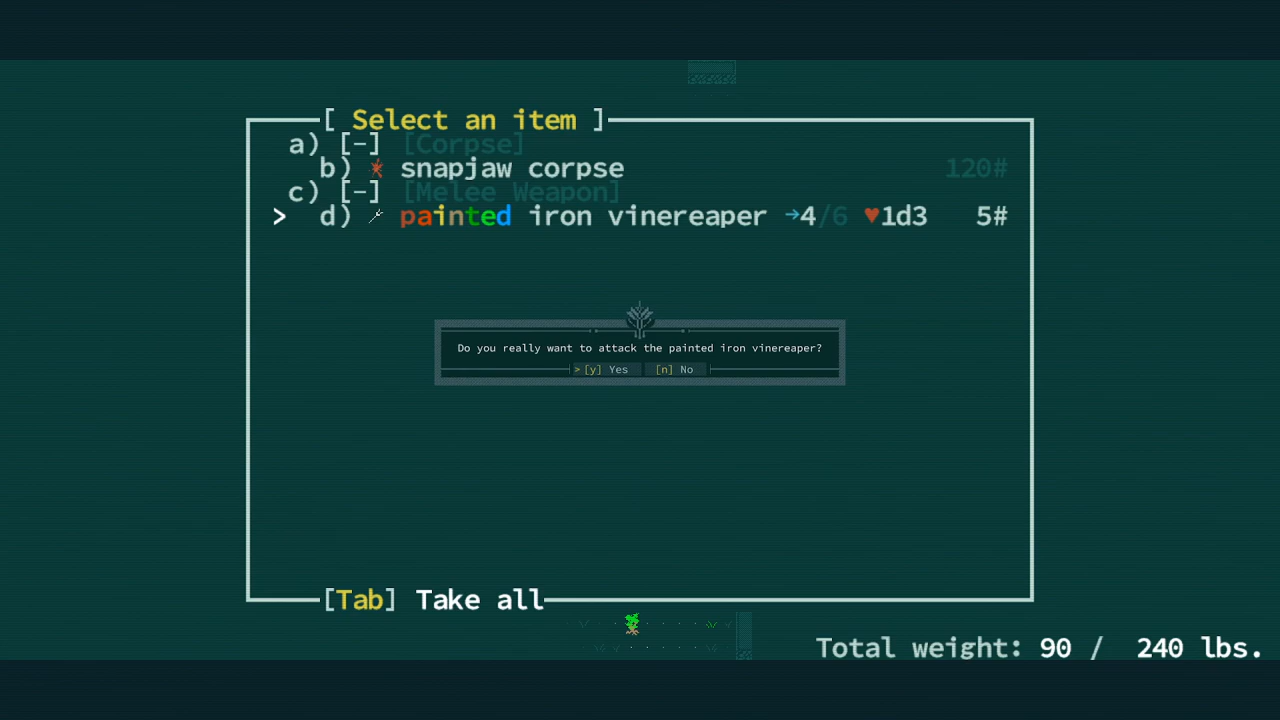 [ Select an item ]
a) [-] [Corpse]
b) snapjaw corpse 120#
c) [-] [Melee Weapon]
> d) painted iron vinereaper →4/6 ♥1d3 5#
Do you really want to attack the painted iron vinereaper?
> [y] Yes [n] No
[Tab] Take all
Total weight: 90 / 240 lbs.